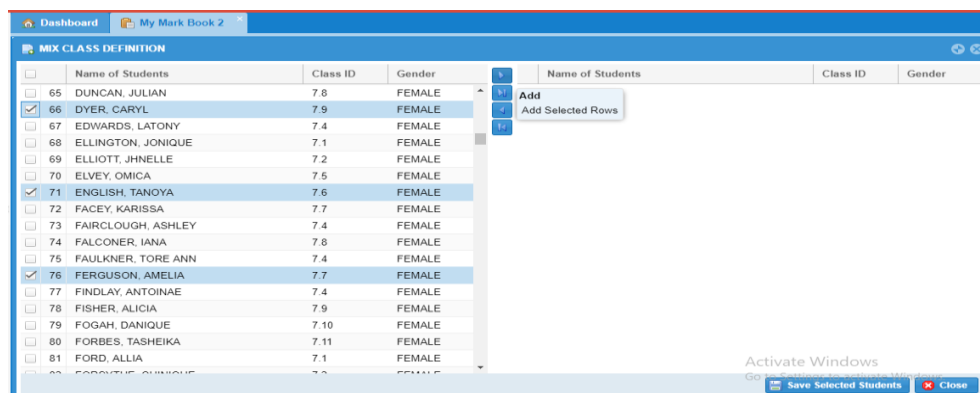 Dashboard My Mark Book 2
MIX CLASS DEFINITION
Name of Students Class ID Gender Name of Students Class ID Gender
65 DUNCAN, JULIAN 7.8 FEMALE
Add
66 DYER, CARYL 7.9 FEMALE
Add Selected Rows
67 EDWARDS, LATONY 7.4 FEMALE
68 ELLINGTON, JONIQUE 7.1 FEMALE
69 ELLIOTT, JHNELLE 7.2 FEMALE
70 ELVEY, OMICA 7.5 FEMALE
71 ENGLISH, TANOYA 7.6 FEMALE
72 FACEY, KARISSA 7.7 FEMALE
73 FAIRCLOUGH, ASHLEY 7.4 FEMALE
74 FALCONER, IANA 7.8 FEMALE
75 FAULKNER, TORE ANN 7.4 FEMALE
76 FERGUSON, AMELIA 7.7 FEMALE
77 FINDLAY, ANTOINAE 7.4 FEMALE
78 FISHER, ALICIA 7.9 FEMALE
79 FOGAH, DANIQUE 7.10 FEMALE
80 FORBES, TASHEIKA 7.11 FEMALE
81 FORD, ALLIA 7.1 FEMALE
Activate Windows
Go to Settings to activate Windows.
Save Selected Students Close